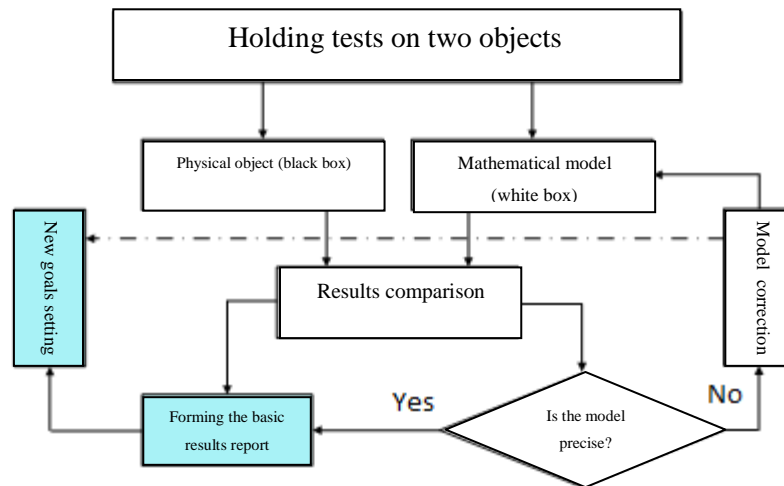 Holding tests on two objects
Physical object (black box)
Mathematical model
(white box)
New goals setting
Model correction
Results comparison
Forming the basic
results report
Yes
Is the model
precise?
No